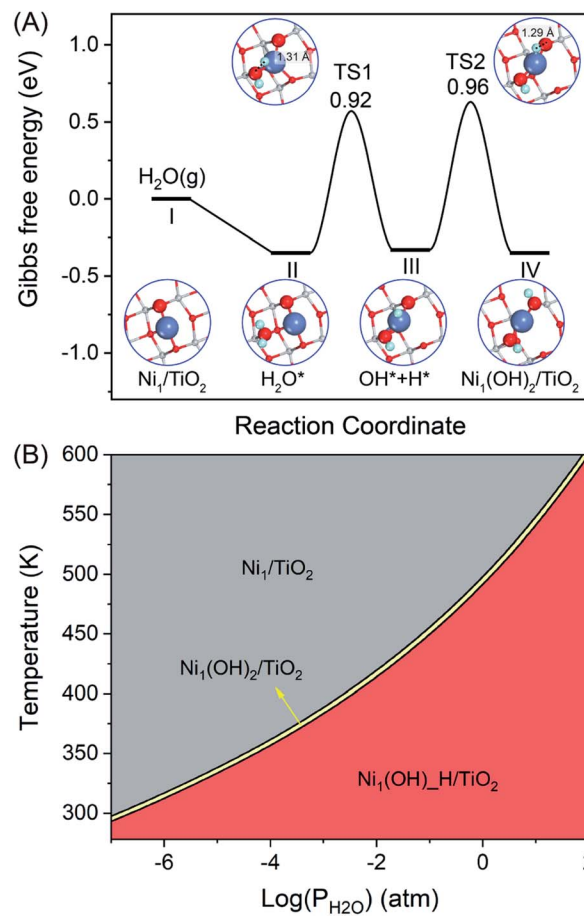 (A)
1.0
0.5
0.0
-0.5
-1.0
Gibbs free energy (eV)
1.31 Å
1.29 Å
TS1
0.92
TS2
0.96
H₂O(g)
I
II
III
IV
Ni₁/TiO₂
H₂O*
OH*+H*
Ni₁(OH)₂/TiO₂
Reaction Coordinate
(B)
600
550
500
450
400
350
300
Temperature (K)
Ni₁/TiO₂
Ni₁(OH)₂/TiO₂
Ni₁(OH)_H/TiO₂
-6
-4
-2
0
2
Log(P_H2O) (atm)